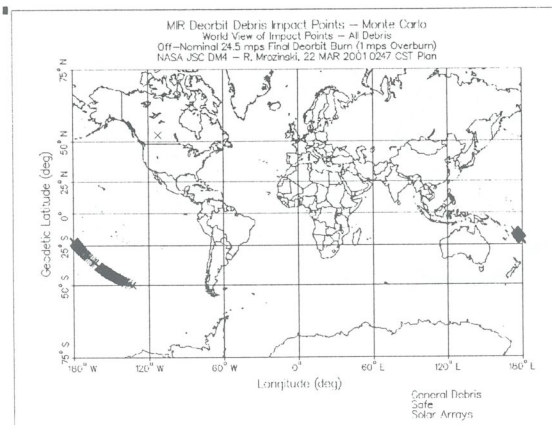 MIR Deorbit Debris Impact Points – Monte Carlo
World View of Impact Points – All Debris
Off-Nominal 24.5 mps Final Deorbit Burn (1 mps Overburn)
NASA JSC DM4 – R. Mrozinski, 22 MAR 2001 0247 CST Plan
75° N
50° N
25° N
0°
25° S
50° S
75° S
Geodetic Latitude (deg)
180° W
120° W
60° W
0°
60° E
120° E
180° E
Longitude (deg)
General Debris
Safe
Solar Arrays